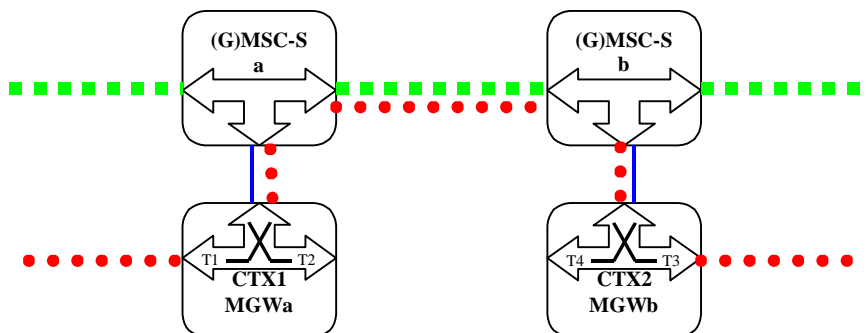 (G)MSC-S
a
(G)MSC-S
b
T1
T2
CTX1
MGWa
T4
T3
CTX2
MGWb